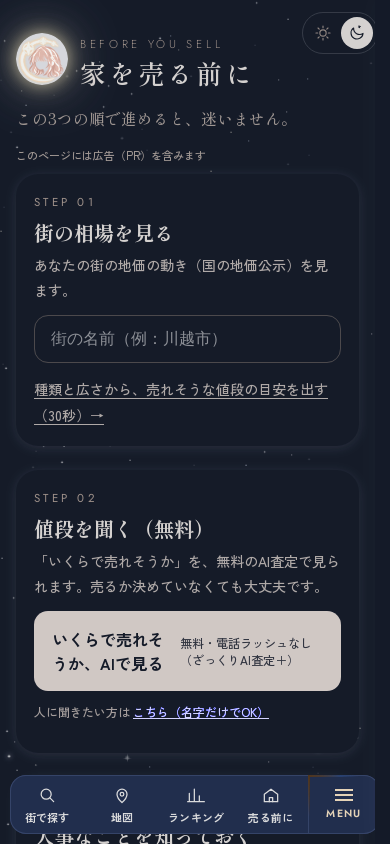 BEFORE YOU SELL
家を売る前に
この3つの順で進めると、迷いません。
このページには広告（PR）を含みます
STEP 01
街の相場を見る
あなたの街の地価の動き（国の地価公示）を見
ます。
街の名前（例：川越市）
種類と広さから、売れそうな値段の目安を出す
（30秒）→
STEP 02
値段を聞く（無料）
「いくらで売れそうか」を、無料のAI査定で見ら
れます。売るか決めていなくても大丈夫です。
いくらで売れそ
うか、AIで見る
無料・電話ラッシュなし
（ざっくりAI査定＋）
人に聞きたい方は こちら（名字だけでOK）
街で探す
地図
ランキング
売る前に
MENU
大事なことを知っておく